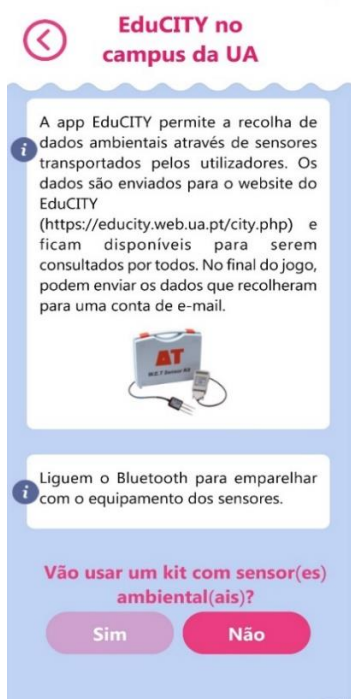 EduCITY no
campus da UA
A app EduCITY permite a recolha de
dados ambientais através de sensores
transportados pelos utilizadores. Os
dados são enviados para o website do
EduCITY
(https://educity.web.ua.pt/city.php) e
ficam disponíveis para serem
consultados por todos. No final do jogo,
podem enviar os dados que recolheram
para uma conta de e-mail.
AT
Liguem o Bluetooth para emparelhar
com o equipamento dos sensores.
Vão usar um kit com sensor(es)
ambiental(ais)?
Sim
Não